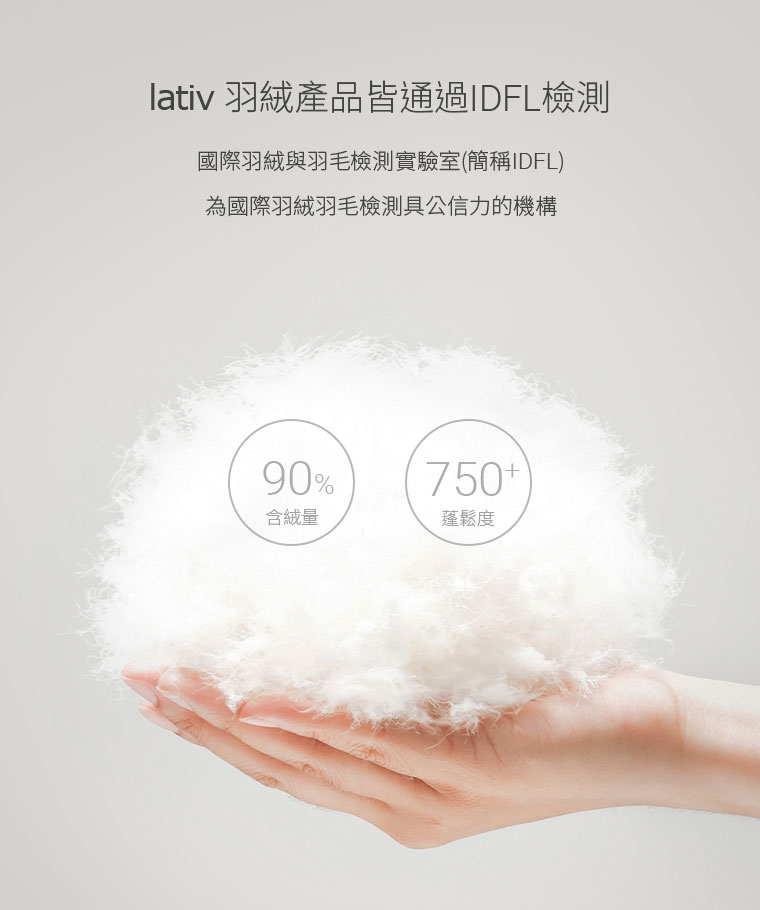 lativ 羽絨產品皆通過IDFL檢測
國際羽絨與羽毛檢測實驗室(簡稱IDFL)
為國際羽絨羽毛檢測具公信力的機構
90%
含絨量
750+
蓬鬆度